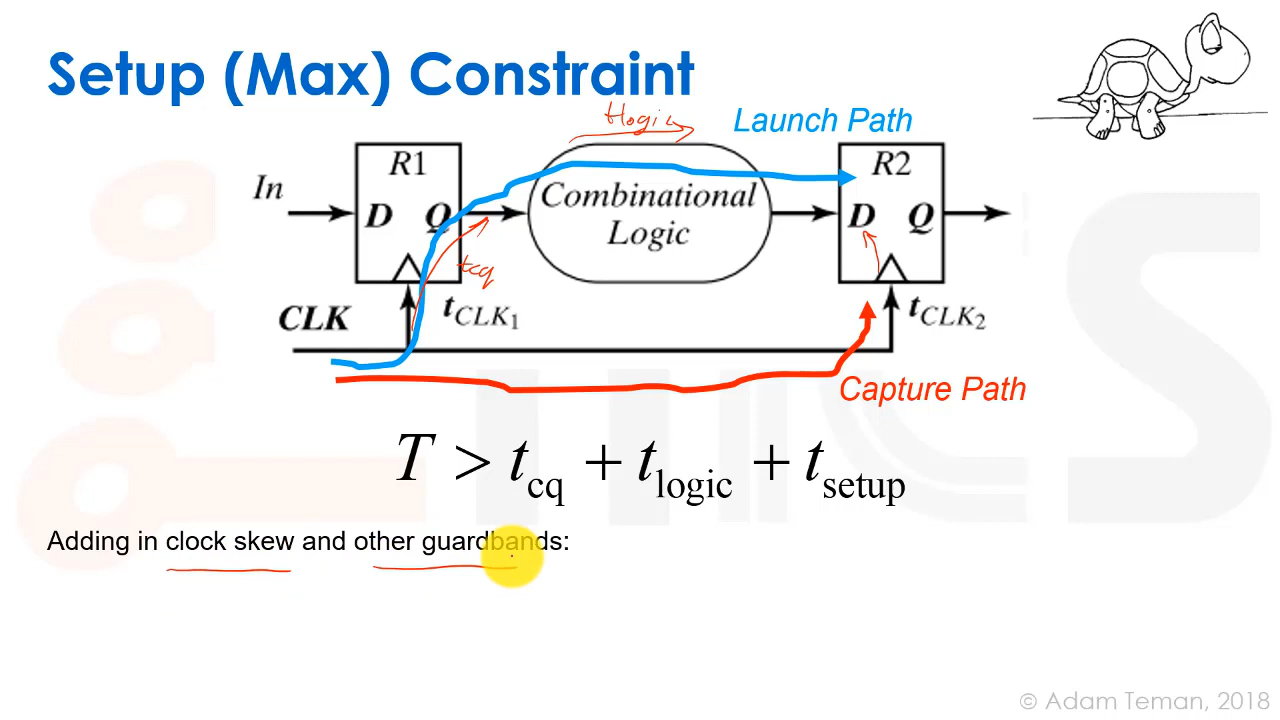 Setup (Max) Constraint
tlogic
Launch Path
In
R1
D Q
Combinational
Logic
R2
D Q
tcq
CLK
tCLK1
tCLK2
Capture Path
T > tcq + tlogic + tsetup
Adding in clock skew and other guardbands:
© Adam Teman, 2018